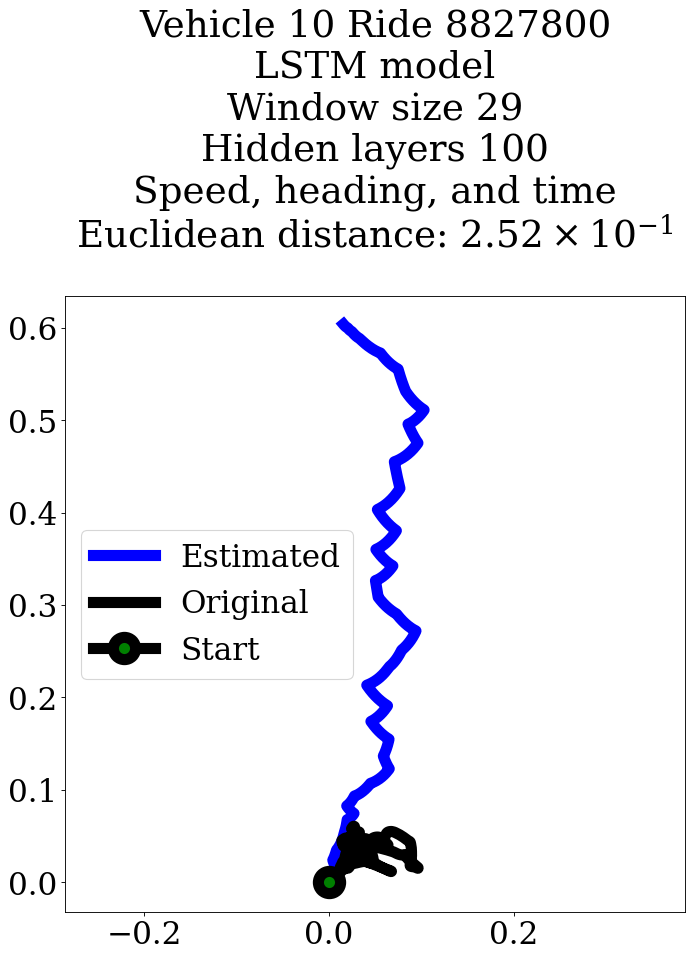 Vehicle 10 Ride 8827800
LSTM model
Window size 29
Hidden layers 100
Speed, heading, and time
Euclidean distance: 2.52 × 10⁻¹
0.6
0.5
0.4
0.3
0.2
0.1
0.0
Estimated
Original
Start
−0.2
0.0
0.2